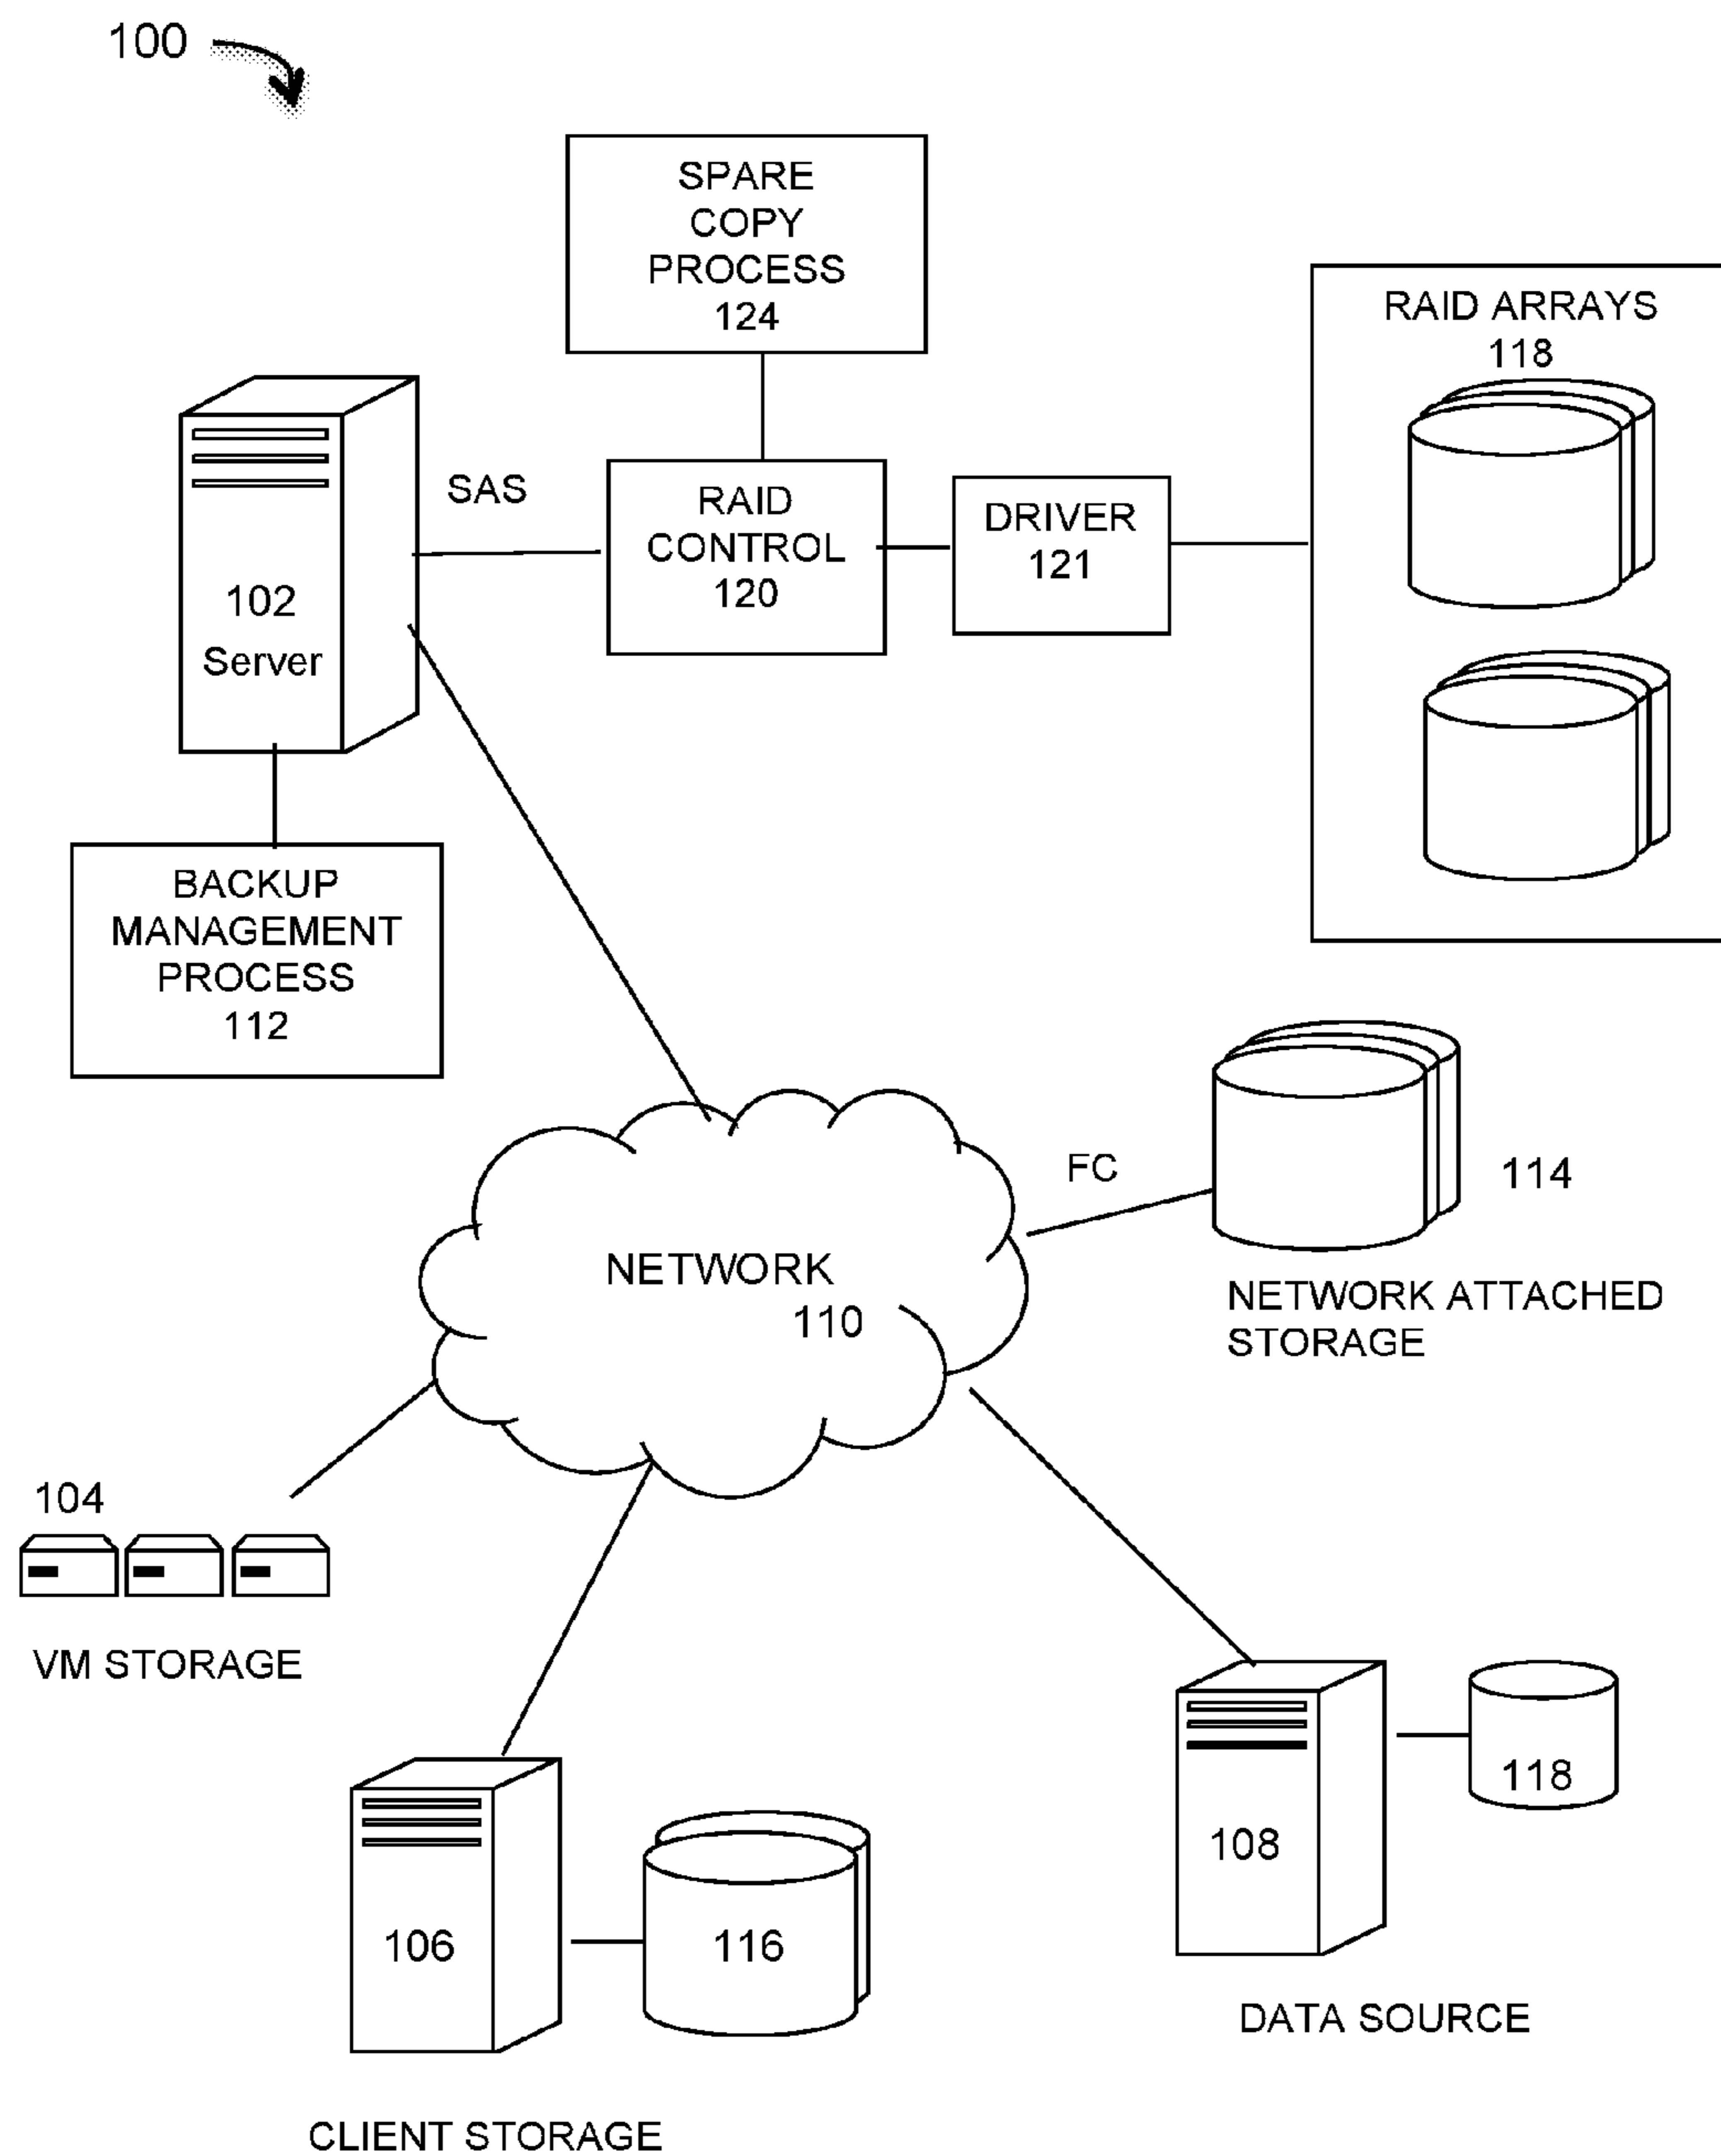 100
SPARE
COPY
PROCESS
124
RAID ARRAYS
118
SAS
RAID
CONTROL
120
DRIVER
121
102
Server
BACKUP
MANAGEMENT
PROCESS
112
FC
114
NETWORK
110
NETWORK ATTACHED
STORAGE
104
VM STORAGE
118
108
106
116
DATA SOURCE
CLIENT STORAGE